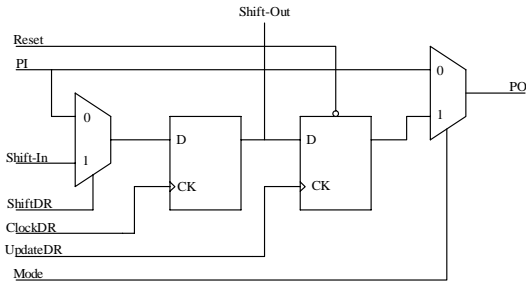 Shift-Out
Reset
PI
0
0
PO
1
D
D
Shift-In
1
CK
CK
ShiftDR
ClockDR
UpdateDR
Mode